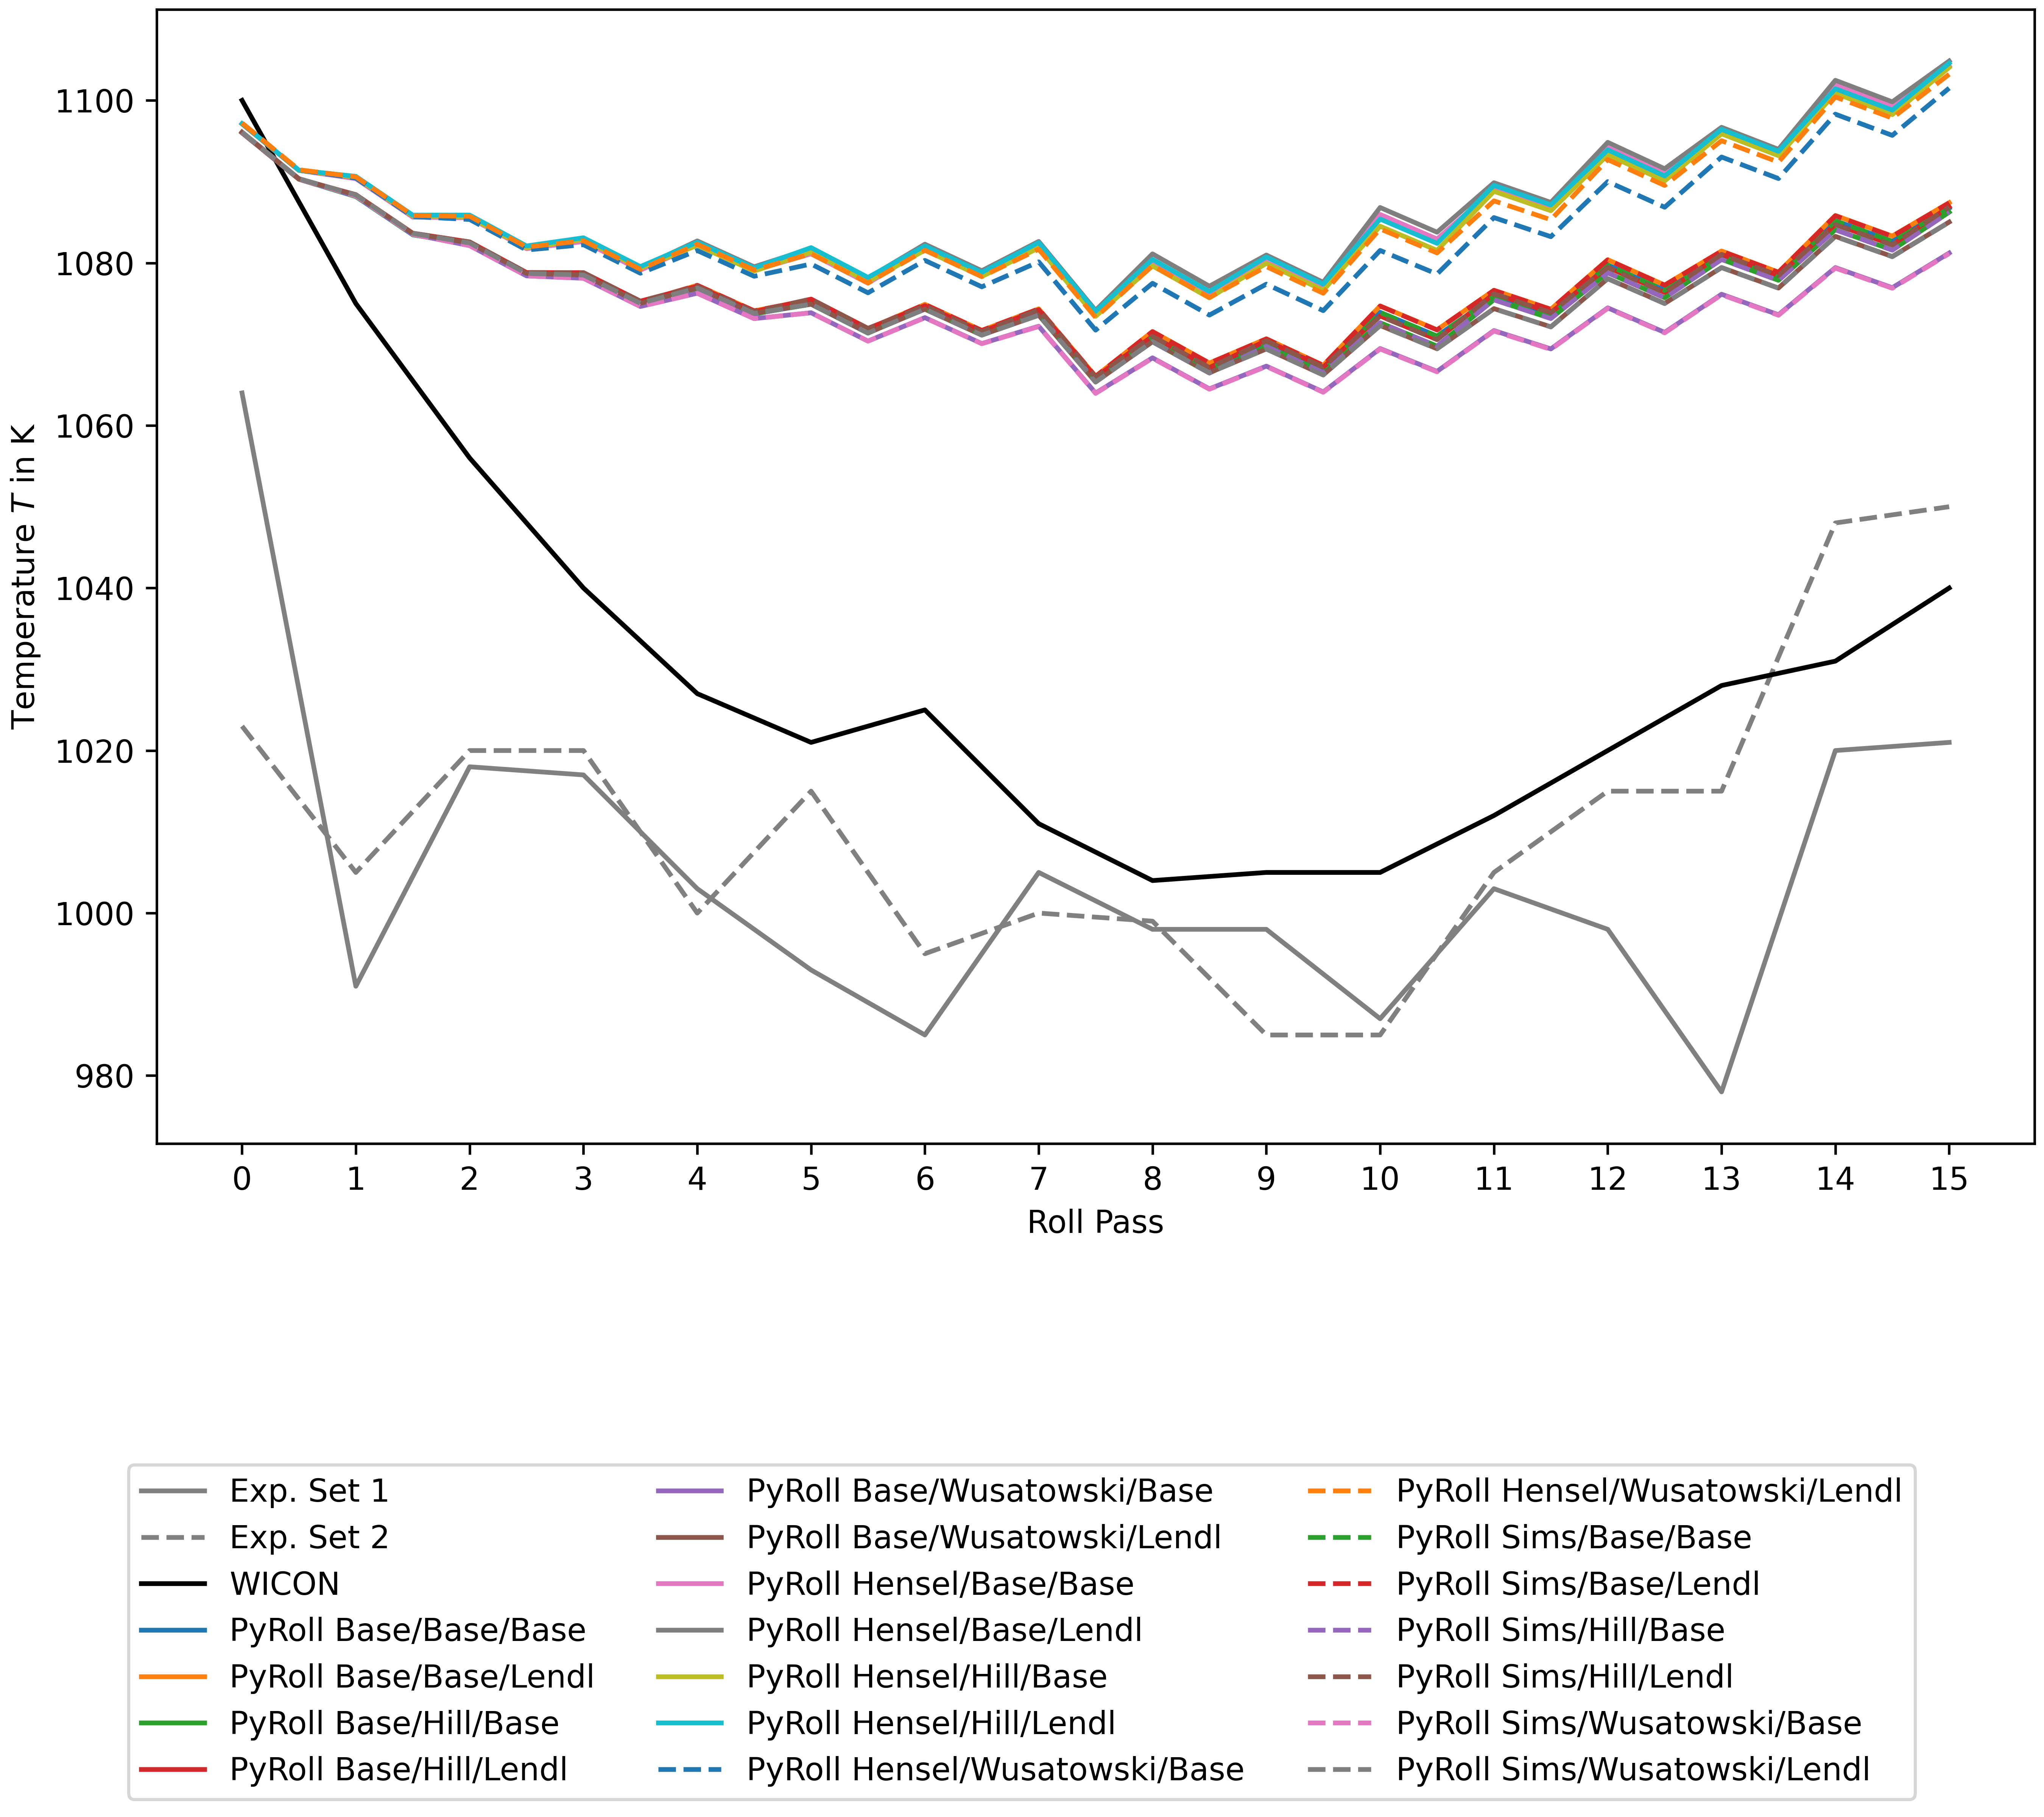 1100
1080
1060
1040
1020
1000
980
Temperature T in K
0 1 2 3 4 5 6 7 8 9 10 11 12 13 14 15
Roll Pass
Exp. Set 1
Exp. Set 2
WICON
PyRoll Base/Base/Base
PyRoll Base/Base/Lendl
PyRoll Base/Hill/Base
PyRoll Base/Hill/Lendl
PyRoll Base/Wusatowski/Base
PyRoll Base/Wusatowski/Lendl
PyRoll Hensel/Base/Base
PyRoll Hensel/Base/Lendl
PyRoll Hensel/Hill/Base
PyRoll Hensel/Hill/Lendl
PyRoll Hensel/Wusatowski/Base
PyRoll Hensel/Wusatowski/Lendl
PyRoll Sims/Base/Base
PyRoll Sims/Base/Lendl
PyRoll Sims/Hill/Base
PyRoll Sims/Hill/Lendl
PyRoll Sims/Wusatowski/Base
PyRoll Sims/Wusatowski/Lendl